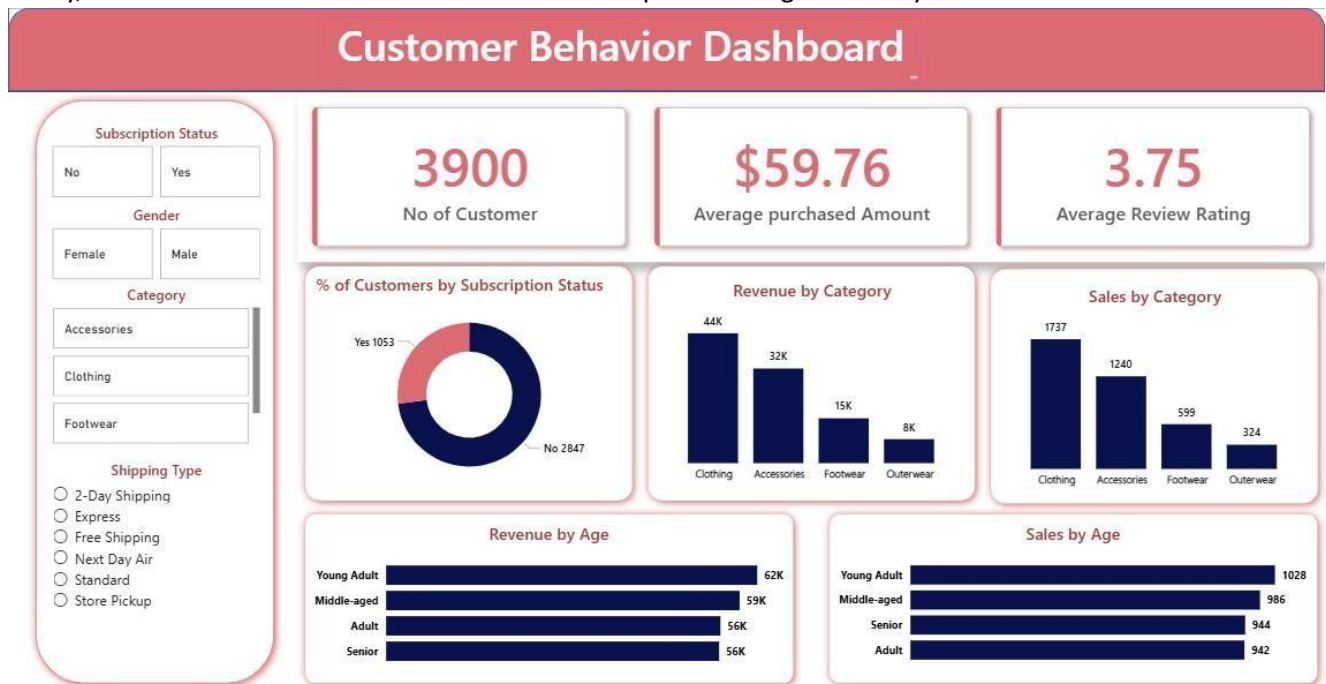 Customer Behavior Dashboard
Subscription Status
No Yes
Gender
Female Male
Category
Accessories
Clothing
Footwear
Shipping Type
2-Day Shipping
Express
Free Shipping
Next Day Air
Standard
Store Pickup
3900
No of Customer
$59.76
Average purchased Amount
3.75
Average Review Rating
% of Customers by Subscription Status
Yes 1053
No 2847
Revenue by Category
44K
32K
15K
8K
Clothing Accessories Footwear Outerwear
Sales by Category
1737
1240
599
324
Clothing Accessories Footwear Outerwear
Revenue by Age
Young Adult 62K
Middle-aged 59K
Adult 56K
Senior 56K
Sales by Age
Young Adult 1028
Middle-aged 986
Senior 944
Adult 942